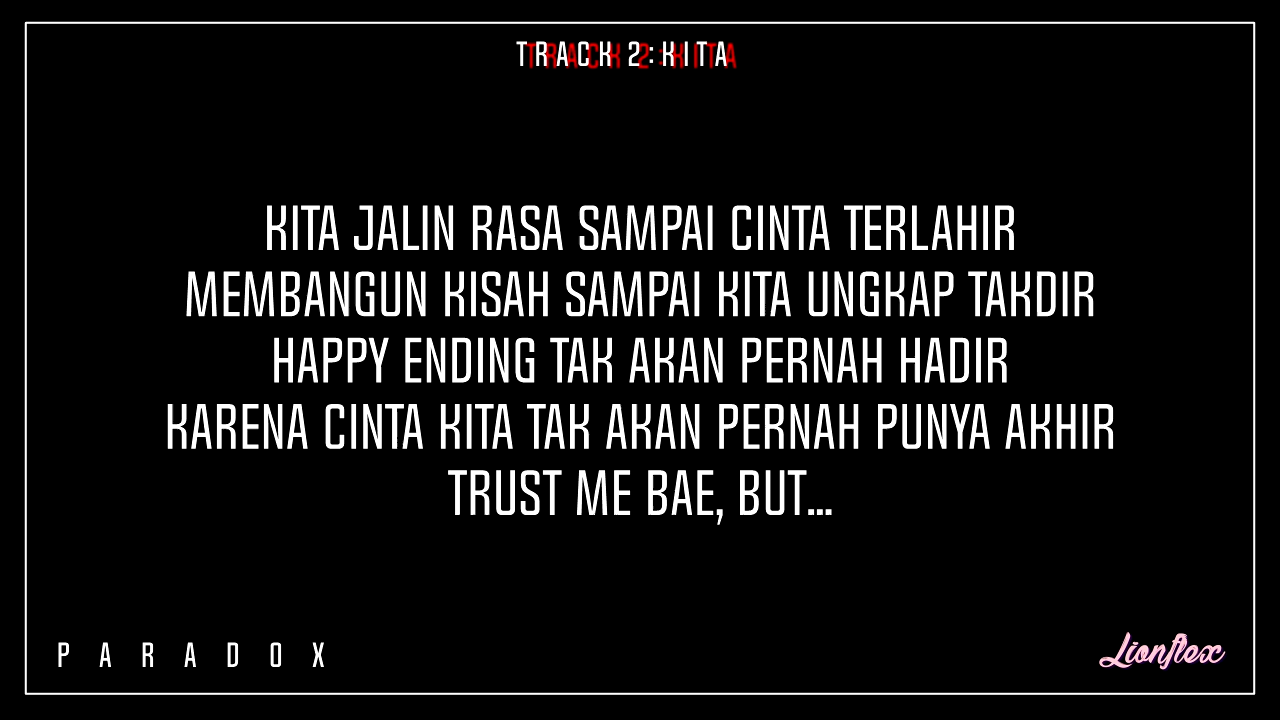 TRACK 2: KITA
KITA JALIN RASA SAMPAI CINTA TERLAHIR
MEMBANGUN KISAH SAMPAI KITA UNGKAP TAKDIR
HAPPY ENDING TAK AKAN PERNAH HADIR
KARENA CINTA KITA TAK AKAN PERNAH PUNYA AKHIR
TRUST ME BAE, BUT...
PARADOX
Lionflex